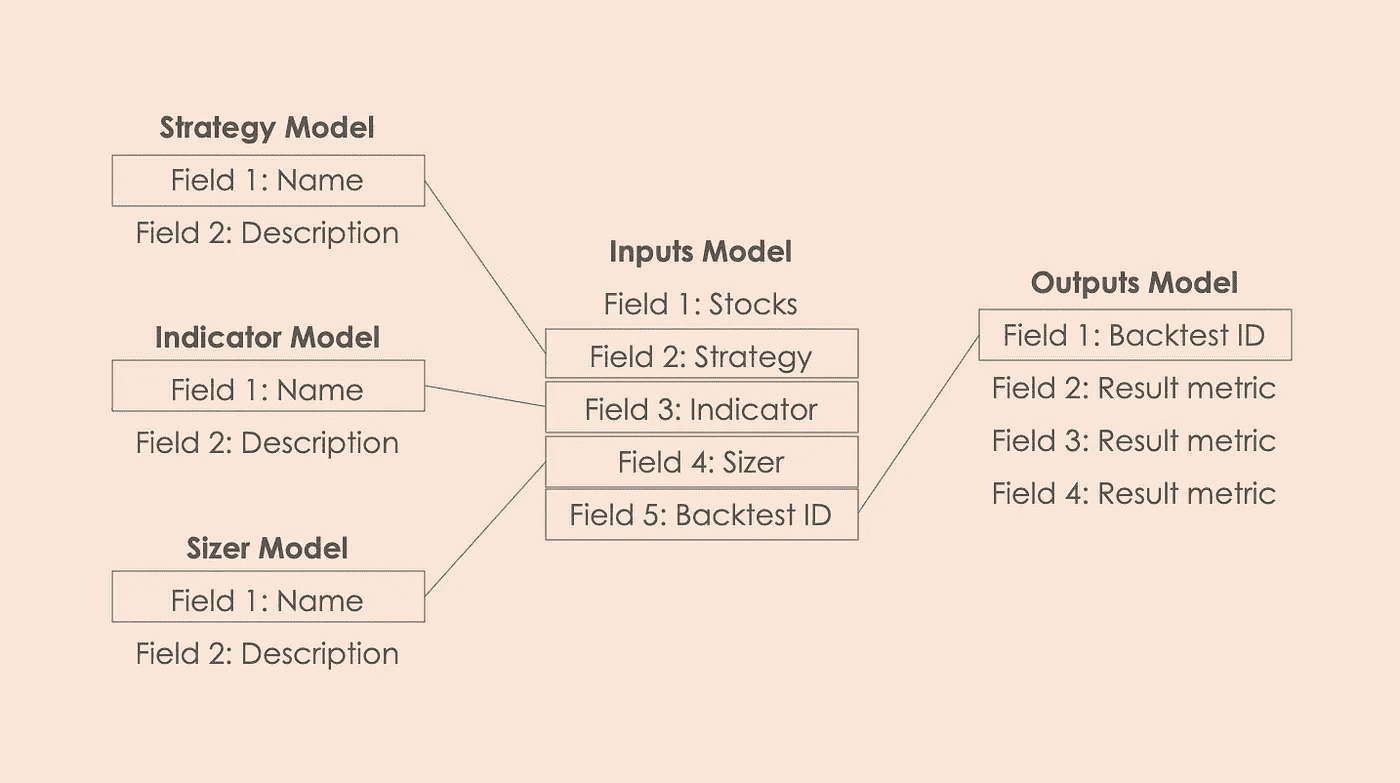 Strategy Model
Field 1: Name
Field 2: Description
Indicator Model
Field 1: Name
Field 2: Description
Sizer Model
Field 1: Name
Field 2: Description
Inputs Model
Field 1: Stocks
Field 2: Strategy
Field 3: Indicator
Field 4: Sizer
Field 5: Backtest ID
Outputs Model
Field 1: Backtest ID
Field 2: Result metric
Field 3: Result metric
Field 4: Result metric